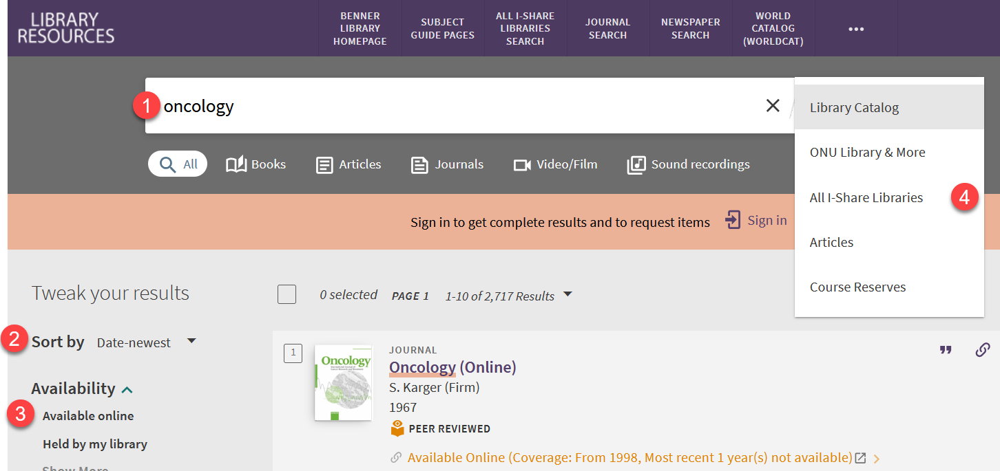 LIBRARY
RESOURCES
BENNER
LIBRARY
HOMEPAGE
SUBJECT
GUIDE PAGES
ALL I-SHARE
LIBRARIES
SEARCH
JOURNAL
SEARCH
NEWSPAPER
SEARCH
WORLD
CATALOG
(WORLDCAT)
1
oncology
Library Catalog
ONU Library & More
All I-Share Libraries
4
Articles
Course Reserves
All
Books
Articles
Journals
Video/Film
Sound recordings
Sign in to get complete results and to request items
Sign in
Tweak your results
0 selected PAGE 1 1-10 of 2,717 Results
2
Sort by Date-newest
Availability
3
Available online
Held by my library
Show More
1
Oncology
JOURNAL
Oncology (Online)
S. Karger (Firm)
1967
PEER REVIEWED
Available Online (Coverage: From 1998, Most recent 1 year(s) not available)